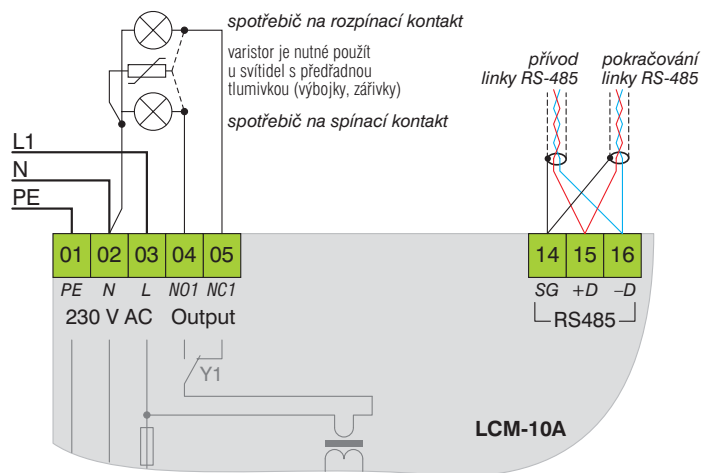 spotřebič na rozpínací kontakt
varistor je nutné použít
u svítidel s předřadnou
tlumivkou (výbojky, zářivky)
spotřebič na spínací kontakt
přívod
linky RS-485
pokračování
linky RS-485
L1
N
PE
01 02 03 04 05
PE N L NO1 NC1
230 V AC Output
14 15 16
SG +D –D
RS485
Y1
LCM-10A